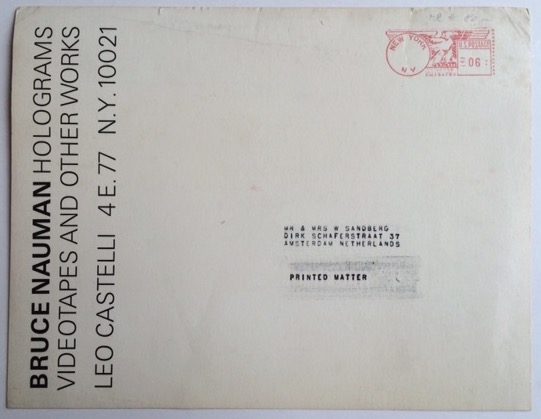 BRUCE NAUMAN HOLOGRAMS
VIDEOTAPES AND OTHER WORKS
LEO CASTELLI 4 E. 77 N.Y. 10021
NEW YORK
N.Y.
U.S. POSTAGE
06
MR & MRS W SANDBERG
DIRK SCHAFERSTRAAT 37
AMSTERDAM NETHERLANDS
PRINTED MATTER